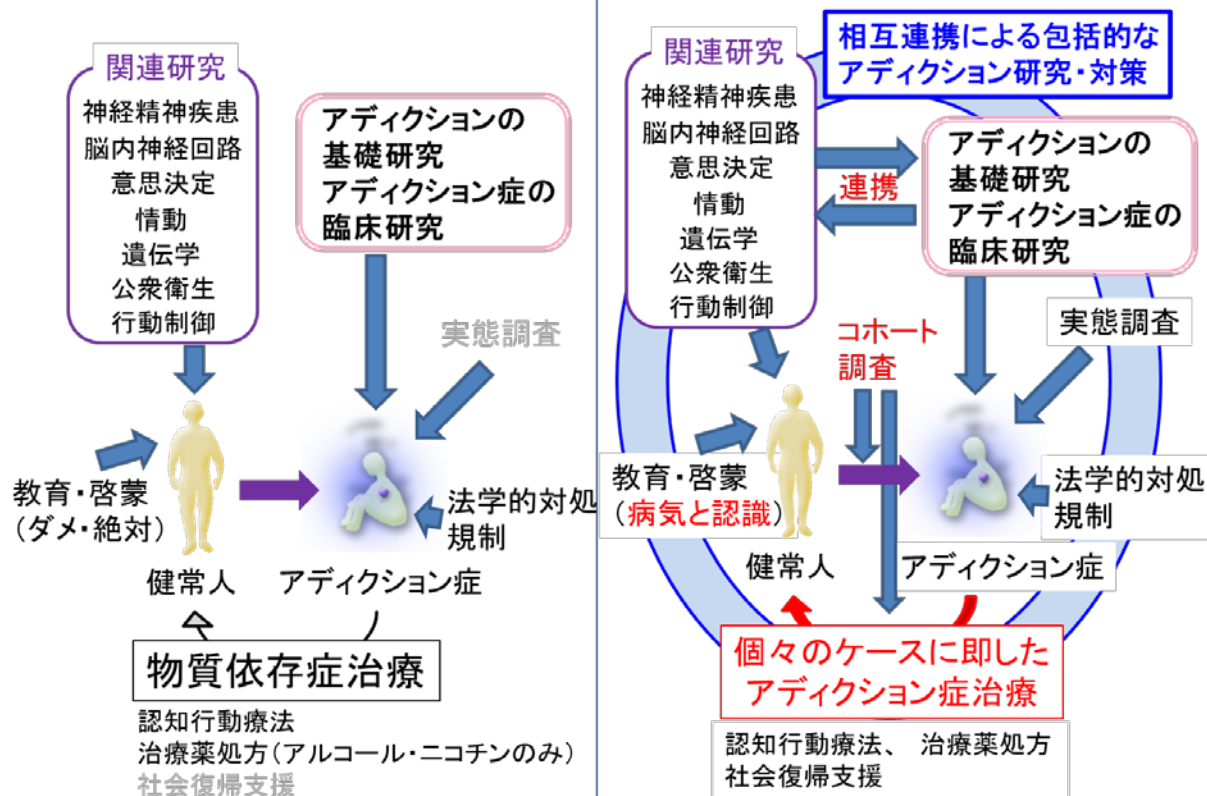 関連研究
神経精神疾患
脳内神経回路
意思決定
情動
遺伝学
公衆衛生
行動制御
アディクションの
基礎研究
アディクション症の
臨床研究
実態調査
教育・啓蒙
(ダメ・絶対)
法学的対処
規制
健常人
アディクション症
物質依存症治療
認知行動療法
治療薬処方(アルコール・ニコチンのみ)
社会復帰支援
相互連携による包括的な
アディクション研究・対策
関連研究
神経精神疾患
脳内神経回路
意思決定
情動
遺伝学
公衆衛生
行動制御
連携
アディクションの
基礎研究
アディクション症の
臨床研究
コホート
調査
実態調査
教育・啓蒙
(病気と認識)
法学的対処
規制
健常人
アディクション症
個々のケースに即した
アディクション症治療
認知行動療法、 治療薬処方
社会復帰支援